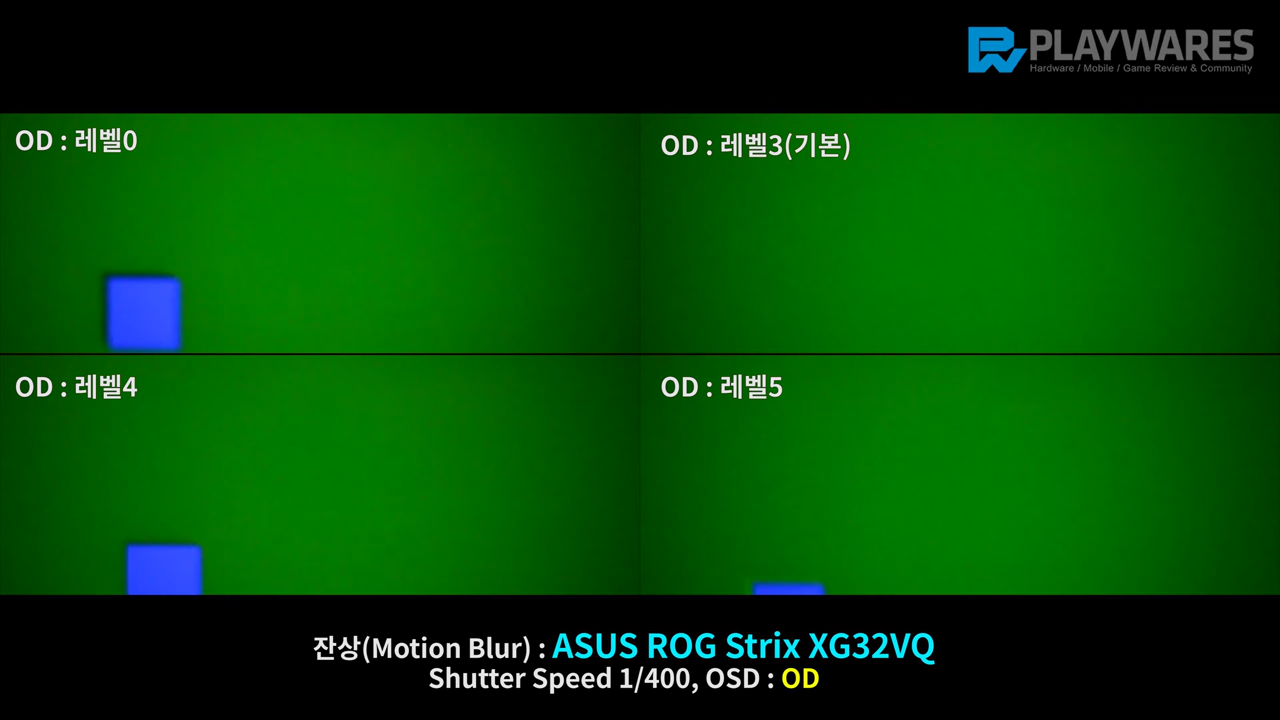 PLAYWARES
Hardware / Mobile / Game Review & Community
OD : 레벨0
OD : 레벨3(기본)
OD : 레벨4
OD : 레벨5
잔상(Motion Blur) : ASUS ROG Strix XG32VQ
Shutter Speed 1/400, OSD : OD